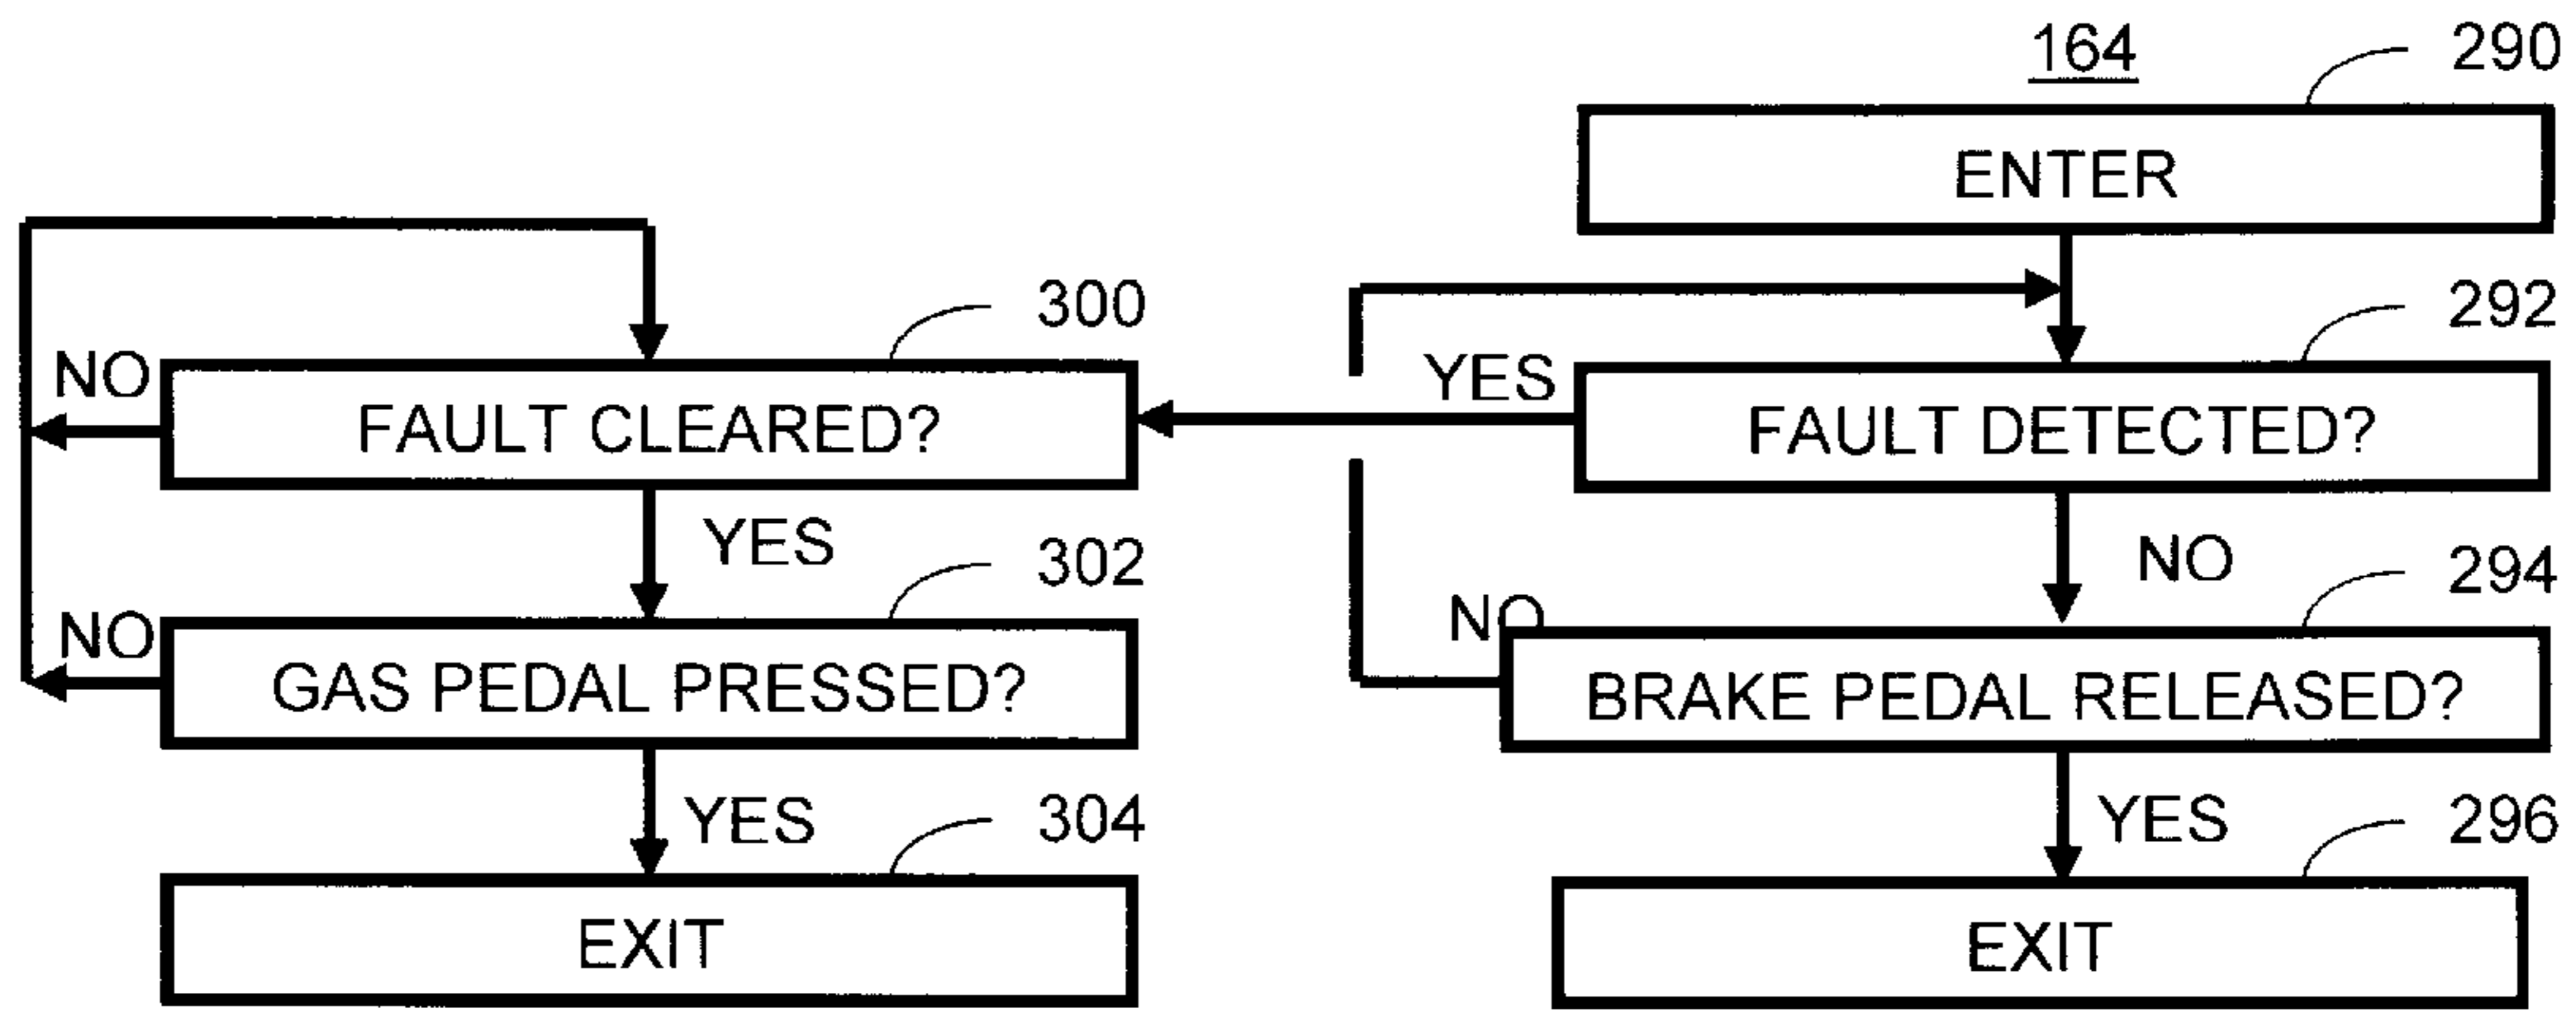 164
290
ENTER
300
292
NO
YES
FAULT CLEARED?
FAULT DETECTED?
YES
NO
302
294
NO
NO
GAS PEDAL PRESSED?
BRAKE PEDAL RELEASED?
YES
YES
304
296
EXIT
EXIT